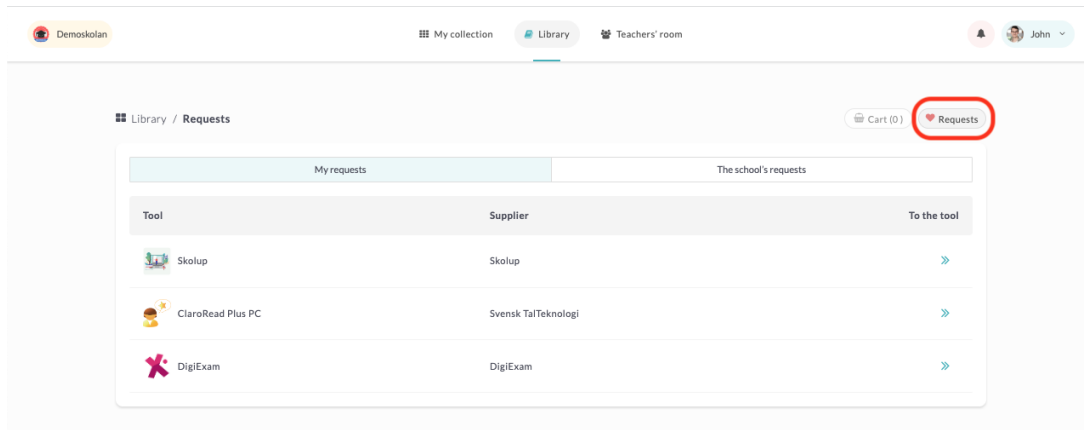 Demoskolan My collection Library Teachers' room John
Library / Requests Cart (0) Requests
My requests The school's requests
Tool Supplier To the tool
Skolup Skolup
ClaroRead Plus PC Svensk TalTeknologi
DigiExam DigiExam